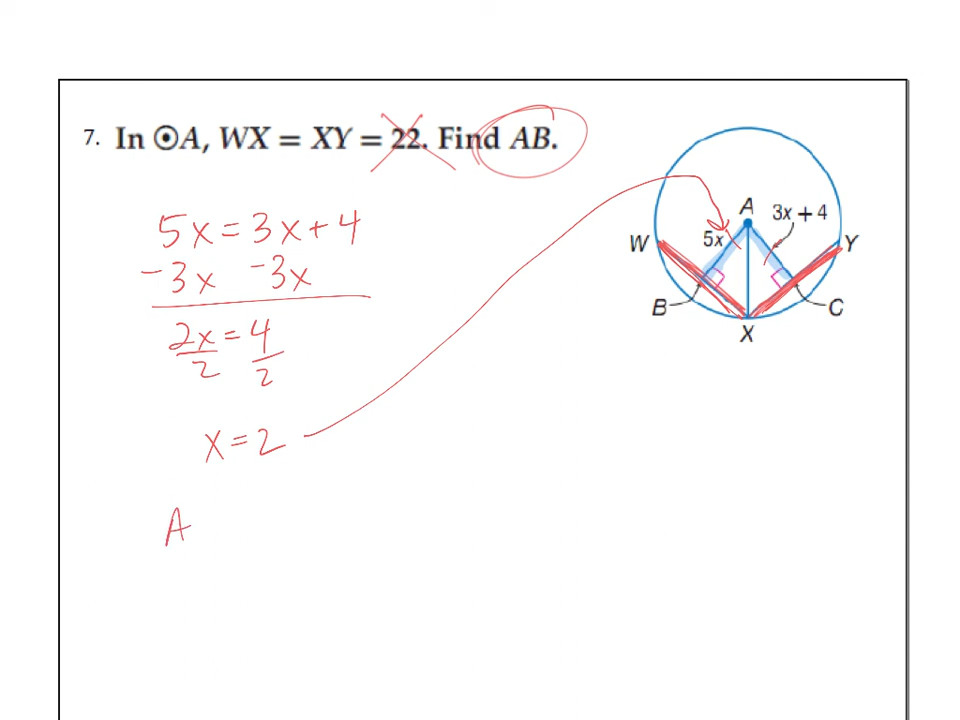 7. In ⊙A, WX = XY = 22. Find AB.
5x = 3x + 4
-3x -3x
2x = 4
2 2
x = 2
A
A
3x + 4
5x
W
Y
B
C
X